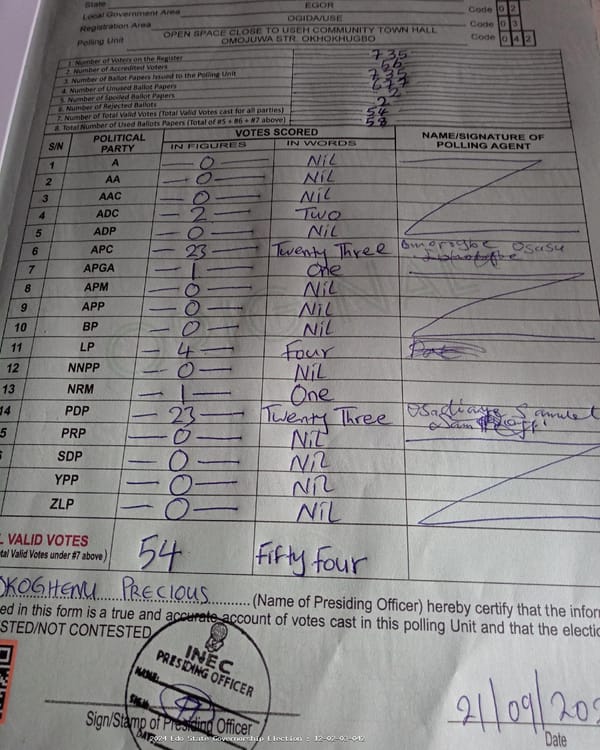 State EGOR Code 0 2
Local Government Area OGIDA/USE Code 0 3
Registration Area OPEN SPACE CLOSE TO USEH COMMUNITY TOWN HALL Code 0 4 2
Polling Unit OMOJUWA STR. OKHOKHUGBO
1. Number of Voters on the Register 735
2. Number of Accredited Voters 56
3. Number of Ballot Papers Issued to the Polling Unit 735
4. Number of Unused Ballot Papers 677
5. Number of Spoiled Ballot Papers 2
6. Number of Rejected Ballots 2
7. Number of Total Valid Votes (Total Valid Votes cast for all parties) 54
8. Total Number of Used Ballots Papers (Total of #5 + #6 + #7 above) 58
S/N POLITICAL PARTY VOTES SCORED NAME/SIGNATURE OF POLLING AGENT
IN FIGURES IN WORDS
1 A 0 Nil
2 AA 0 Nil
3 AAC 0 Nil
4 ADC 2 Two
5 ADP 0 Nil
6 APC 23 Twenty Three Osasu
7 APGA 1 One
8 APM 0 Nil
9 APP 0 Nil
10 BP 0 Nil
11 LP 4 Four
12 NNPP 0 Nil
13 NRM 1 One
14 PDP 23 Twenty Three Samuel
5 PRP 0 Nil
SDP 0 Nil
YPP 0 Nil
ZLP 0 Nil
VALID VOTES 54 Fifty four
tal Valid Votes under #7 above)
OKOGHENU PRECIOUS (Name of Presiding Officer) hereby certify that the infor
ed in this form is a true and accurate account of votes cast in this polling Unit and that the electio
STED/NOT CONTESTED
INEC
PRESIDING OFFICER
NAME:
SIGN
DATE
Sign/Stamp of Presiding Officer
21/09/202
Date
2024 Edo State Governorship Election : 12-02-03-042